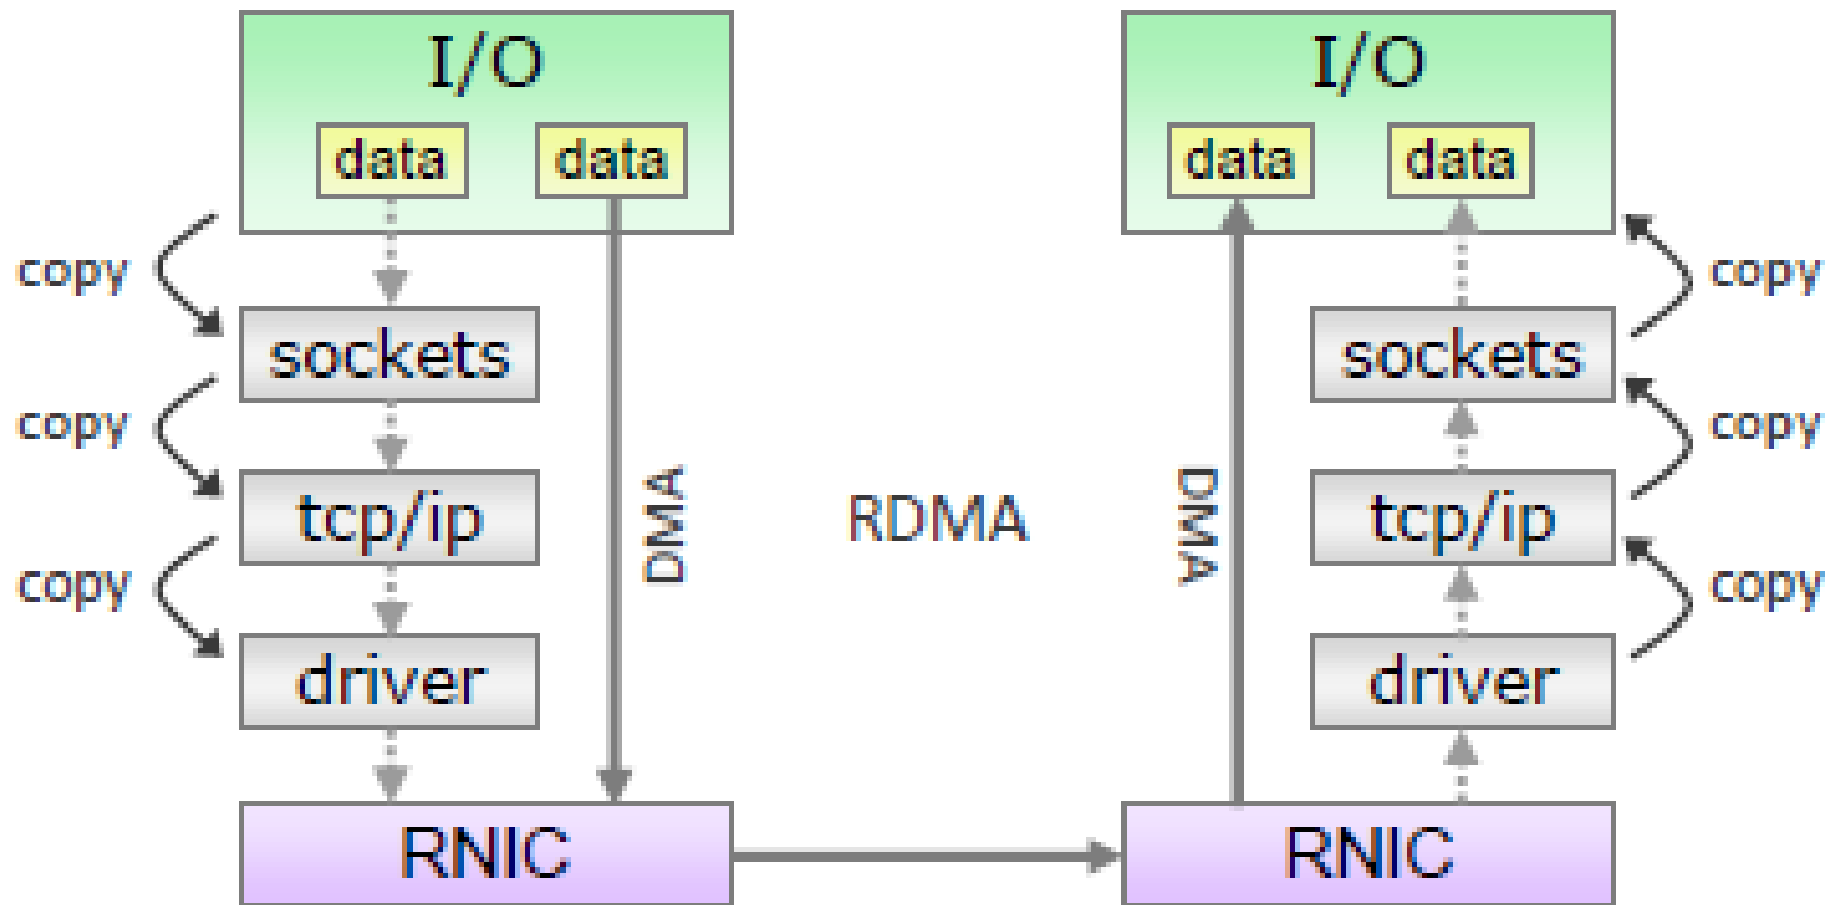 I/O
data
data
copy
sockets
copy
tcp/ip
copy
driver
DMA
RNIC
RDMA
I/O
data
data
copy
sockets
copy
DMA
tcp/ip
copy
driver
RNIC